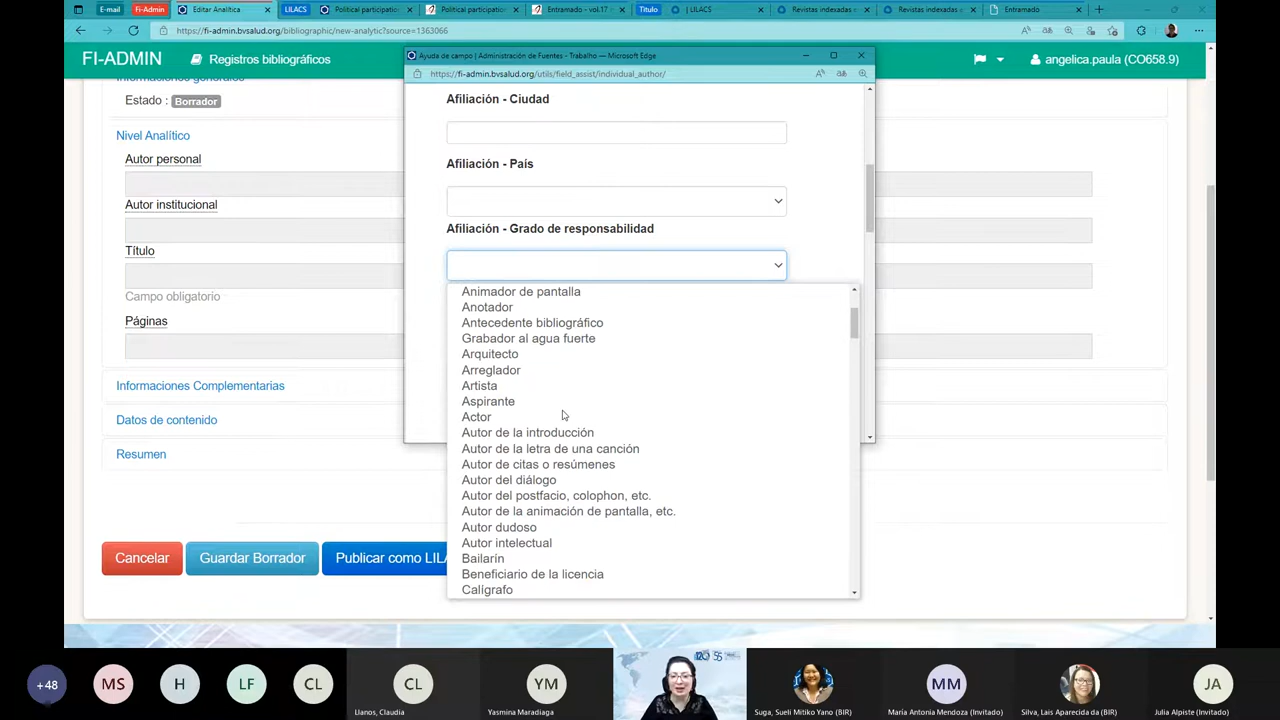 E-mail
Fi-Admin
Editar Analítica
LILACS
Political participation
Political participation
Entramado - vol.17
Título
| LILACS
Revistas indexadas
Revistas indexadas e
Entramado
https://fi-admin.bvsalud.org/bibliographic/new-analytic?source=1363066
FI-ADMIN
Registros bibliográficos
angelica.paula (CO658.9)
Informaciones generales
Estado :
Borrador
Nivel Analítico
Autor personal
Autor institucional
Título
Campo obligatorio
Páginas
Informaciones Complementarias
Datos de contenido
Resumen
Cancelar
Guardar Borrador
Publicar como LILA
Ayuda de campo | Administración de Fuentes - Trabalho — Microsoft Edge
https://fi-admin.bvsalud.org/utils/field_assist/individual_author/
Afiliación - Ciudad
Afiliación - País
Afiliación - Grado de responsabilidad
Animador de pantalla
Anotador
Antecedente bibliográfico
Grabador al agua fuerte
Arquitecto
Arreglador
Artista
Aspirante
Actor
Autor de la introducción
Autor de la letra de una canción
Autor de citas o resúmenes
Autor del diálogo
Autor del postfacio, colophon, etc.
Autor de la animación de pantalla, etc.
Autor dudoso
Autor intelectual
Bailarín
Beneficiario de la licencia
Calígrafo
+48
MS
H
LF
CL
CL
Llanos, Claudia
YM
Yasmina Maradiaga
Suga, Sueli Mitiko Yano (BIR)
MM
María Antonia Mendoza (Invitado)
Silva, Lais Aparecida da (BIR)
JA
Julia Alpiste (Invitado)